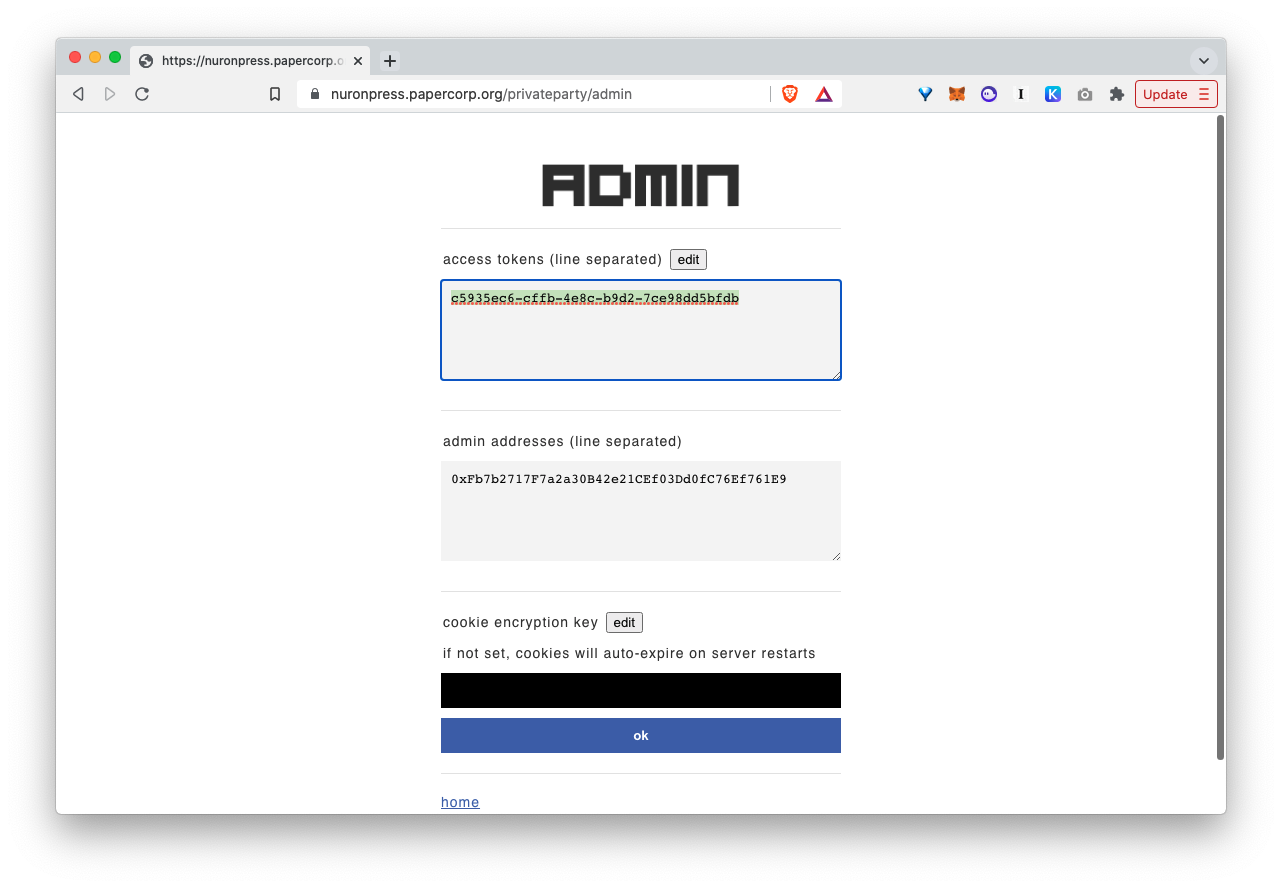 https://nuronpress.papercorp.o
nuronpress.papercorp.org/privateparty/admin
Update
ADMIN
access tokens (line separated) edit
c5935ec6-cffb-4e8c-b9d2-7ce98dd5bfdb
admin addresses (line separated)
0xFb7b2717F7a2a30B42e21CEf03Dd0fC76Ef761E9
cookie encryption key edit
if not set, cookies will auto-expire on server restarts
ok
home